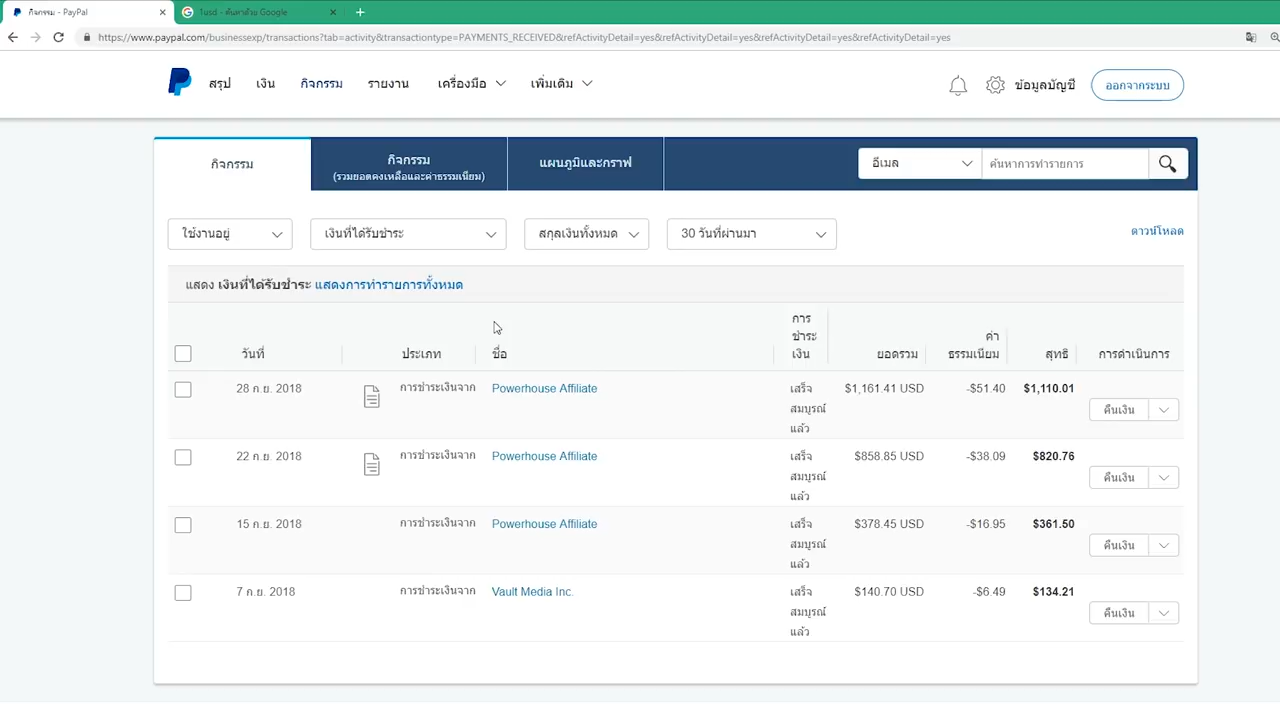 กิจกรรม - PayPal
1usd - ค้นหาด้วย Google
https://www.paypal.com/businessexp/transactions?tab=activity&transactiontype=PAYMENTS_RECEIVED&refActivityDetail=yes&refActivityDetail=yes&refActivityDetail=yes&refActivityDetail=yes
สรุป เงิน กิจกรรม รายงาน เครื่องมือ เพิ่มเติม ข้อมูลบัญชี ออกจากระบบ
กิจกรรม
กิจกรรม
(รวมยอดคงเหลือและค่าธรรมเนียม)
แผนภูมิและกราฟ
อีเมล ค้นหาการทำรายการ
ใช้งานอยู่ เงินที่ได้รับชำระ สกุลเงินทั้งหมด 30 วันที่ผ่านมา ดาวน์โหลด
แสดง เงินที่ได้รับชำระ แสดงการทำรายการทั้งหมด
วันที่ ประเภท ชื่อ
การ
ชำระ
เงิน
ยอดรวม
ค่า
ธรรมเนียม
สุทธิ การดำเนินการ
28 ก.ย. 2018 การชำระเงินจาก Powerhouse Affiliate
เสร็จ
สมบูรณ์
แล้ว
$1,161.41 USD -$51.40 $1,110.01
คืนเงิน
22 ก.ย. 2018 การชำระเงินจาก Powerhouse Affiliate
เสร็จ
สมบูรณ์
แล้ว
$858.85 USD -$38.09 $820.76
คืนเงิน
15 ก.ย. 2018 การชำระเงินจาก Powerhouse Affiliate
เสร็จ
สมบูรณ์
แล้ว
$378.45 USD -$16.95 $361.50
คืนเงิน
7 ก.ย. 2018 การชำระเงินจาก Vault Media Inc.
เสร็จ
สมบูรณ์
แล้ว
$140.70 USD -$6.49 $134.21
คืนเงิน